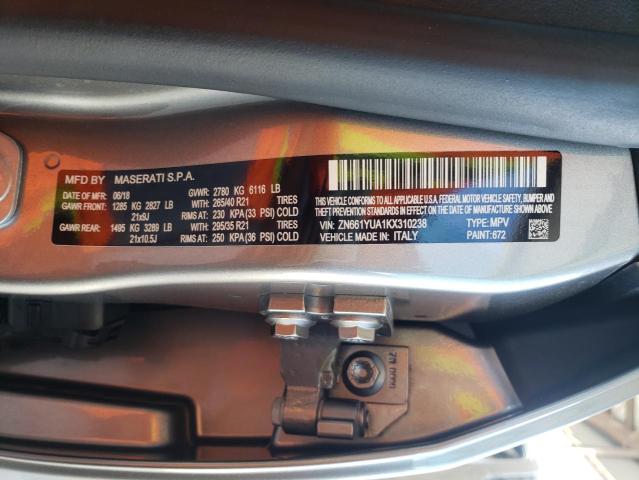 MFD BY MASERATI S.P.A.
DATE OF MFR: 06/18 GVWR: 2780 KG 6116 LB
GAWR FRONT: 1285 KG 2827 LB WITH: 265/40 R21 TIRES
21x9J RIMS AT: 230 KPA (33 PSI) COLD
GAWR REAR: 1495 KG 3289 LB WITH: 295/35 R21 TIRES
21x10.5J RIMS AT: 250 KPA (36 PSI) COLD
THIS VEHICLE CONFORMS TO ALL APPLICABLE U.S.A. FEDERAL MOTOR VEHICLE SAFETY, BUMPER AND THEFT PREVENTION STANDARDS IN EFFECT ON THE DATE OF MANUFACTURE SHOWN ABOVE
VIN: ZN661YUA1KX310238 TYPE: MPV
VEHICLE MADE IN: ITALY PAINT: 672